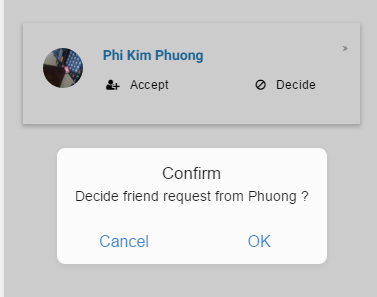 Phi Kim Phuong
»
Accept
Decide
Confirm
Decide friend request from Phuong ?
Cancel
OK